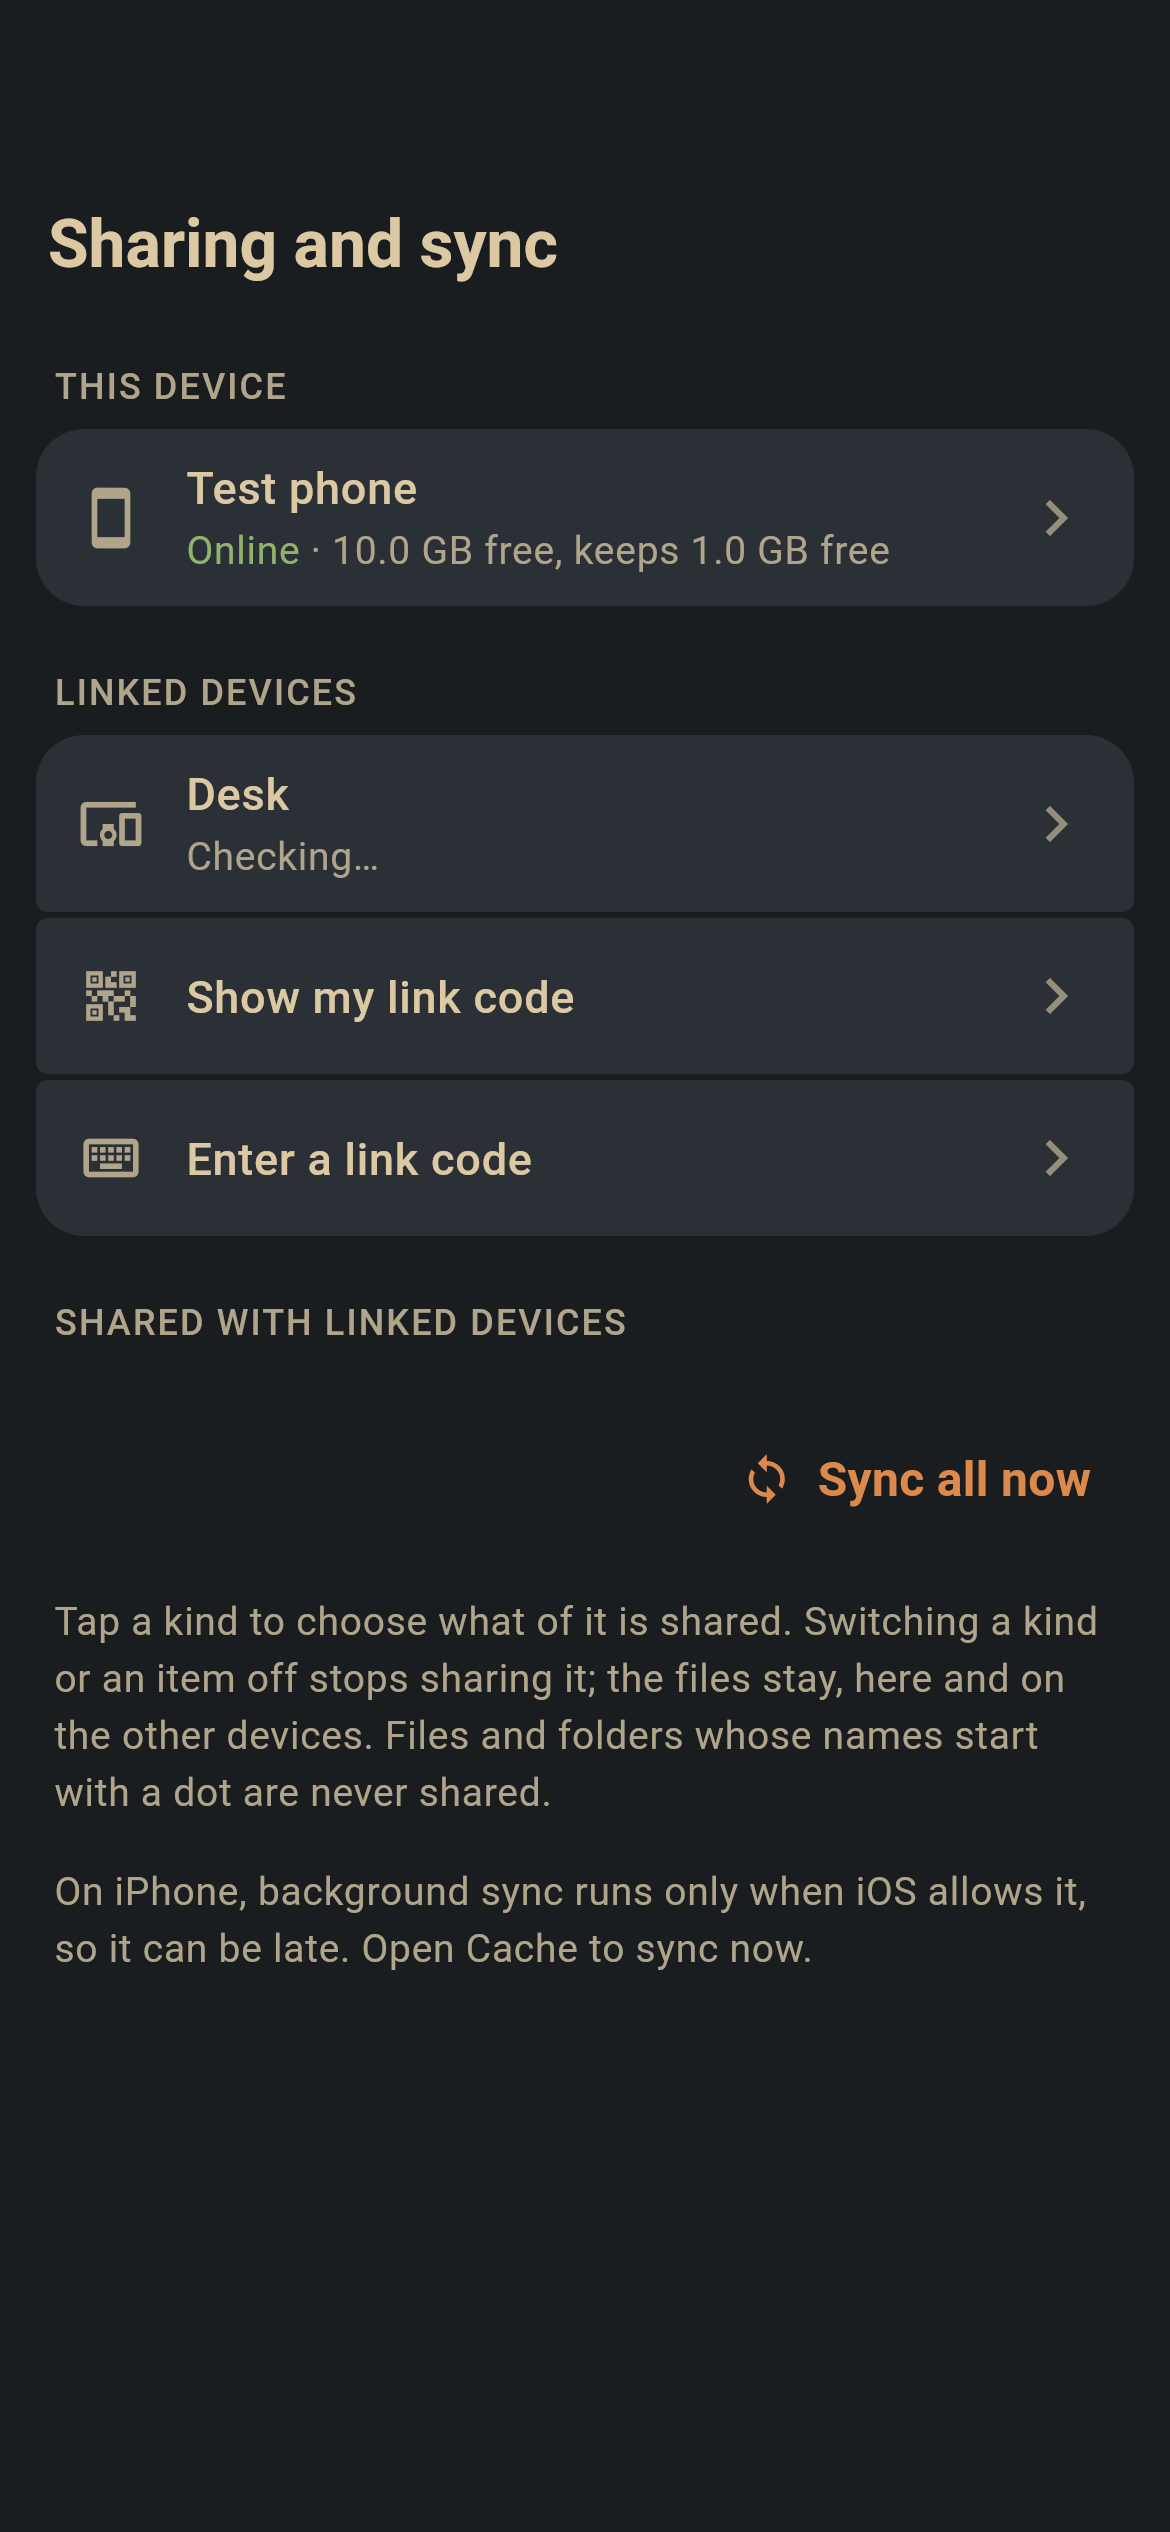 Sharing and sync
THIS DEVICE
Test phone
Online · 10.0 GB free, keeps 1.0 GB free
LINKED DEVICES
Desk
Checking…
Show my link code
Enter a link code
SHARED WITH LINKED DEVICES
Sync all now
Tap a kind to choose what of it is shared. Switching a kind
or an item off stops sharing it; the files stay, here and on
the other devices. Files and folders whose names start
with a dot are never shared.
On iPhone, background sync runs only when iOS allows it,
so it can be late. Open Cache to sync now.